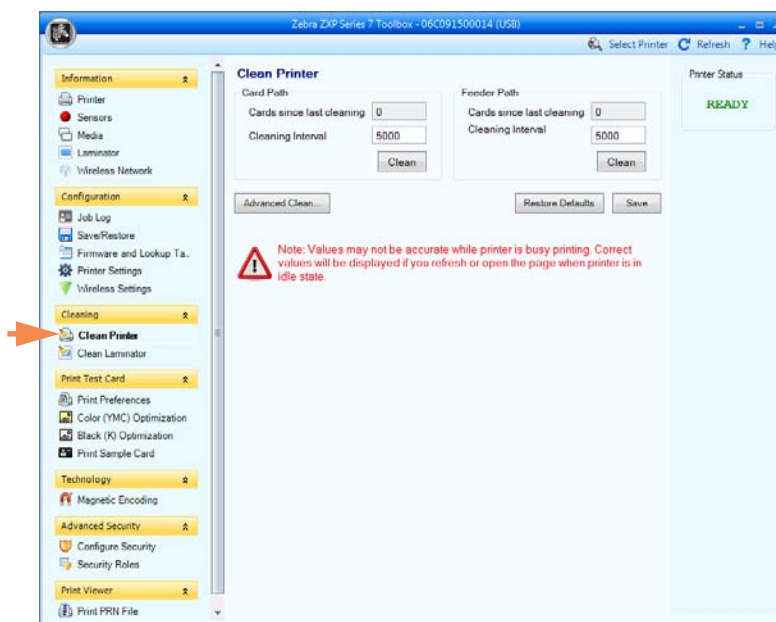 Zebra ZXP Series 7 Toolbox - 06C091500014 (USB)
Select Printer Refresh ? Help
Information
Printer
Sensors
Media
Laminator
Wireless Network
Configuration
Job Log
Save/Restore
Firmware and Lookup Ta..
Printer Settings
Wireless Settings
Cleaning
Clean Printer
Clean Laminator
Print Test Card
Print Preferences
Color (YMC) Optimization
Black (K) Optimization
Print Sample Card
Technology
Magnetic Encoding
Advanced Security
Configure Security
Security Roles
Print Viewer
Print PRN File
Clean Printer
Card Path
Cards since last cleaning 0
Cleaning Interval 5000
Clean
Feeder Path
Cards since last cleaning 0
Cleaning Interval 5000
Clean
Advanced Clean...
Restore Defaults Save
Note: Values may not be accurate while printer is busy printing. Correct
values will be displayed if you refresh or open the page when printer is in
idle state.
Printer Status
READY